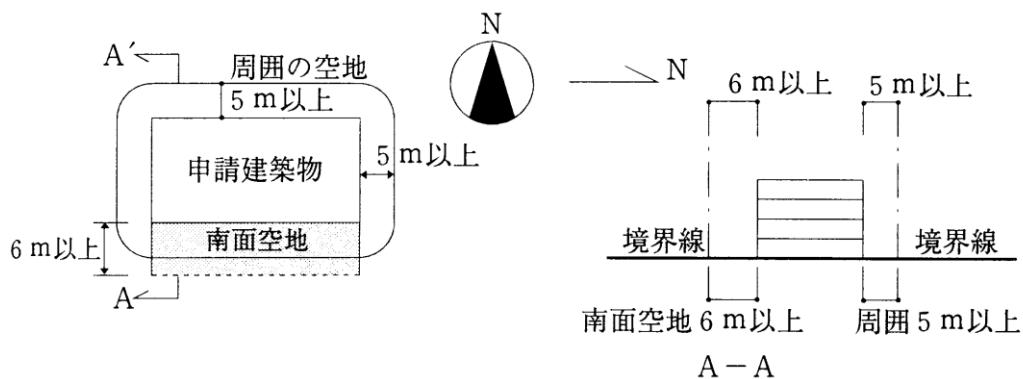 A′
周囲の空地
5 m以上
申請建築物
5 m以上
南面空地
6 m以上
A
N
N
6 m以上
5 m以上
境界線
境界線
南面空地 6 m以上
周囲 5 m以上
A－A